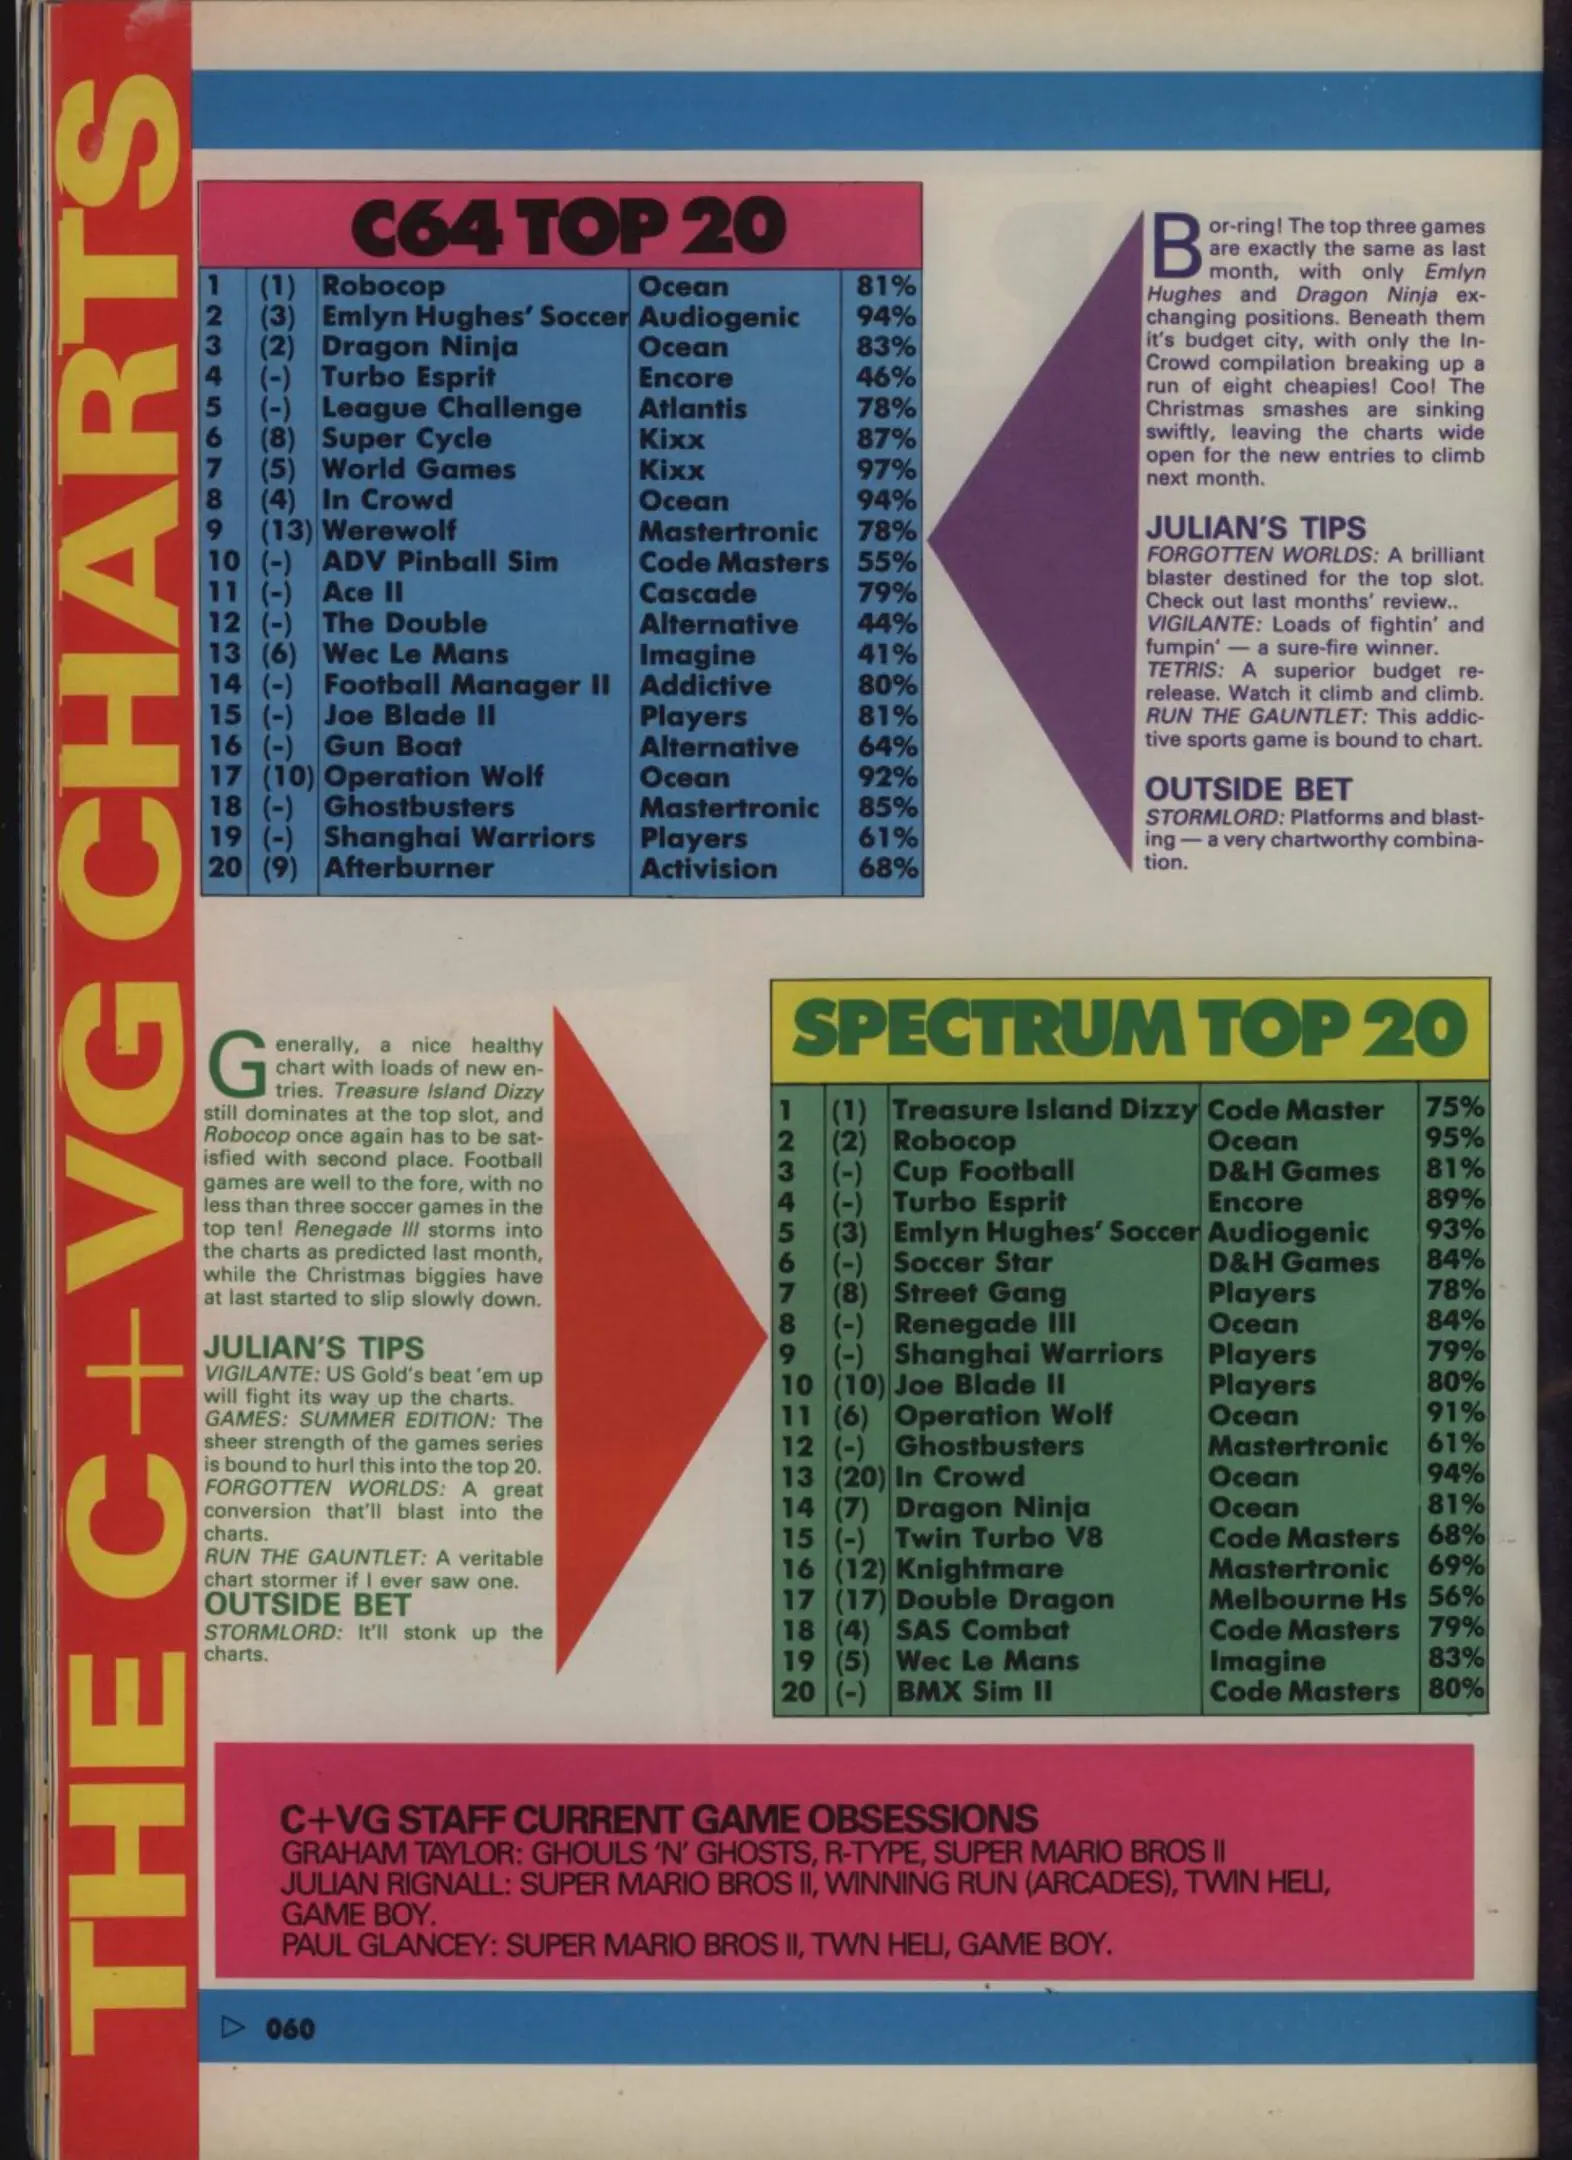 THE C+VG CHARTS
C64 TOP 20
1 (1) Robocop Ocean 81%
2 (3) Emlyn Hughes' Soccer Audiogenic 94%
3 (2) Dragon Ninja Ocean 83%
4 (-) Turbo Esprit Encore 46%
5 (-) League Challenge Atlantis 78%
6 (8) Super Cycle Kixx 87%
7 (5) World Games Kixx 97%
8 (4) In Crowd Ocean 94%
9 (13) Werewolf Mastertronic 78%
10 (-) ADV Pinball Sim Code Masters 55%
11 (-) Ace II Cascade 79%
12 (-) The Double Alternative 44%
13 (6) Wec Le Mans Imagine 41%
14 (-) Football Manager II Addictive 80%
15 (-) Joe Blade II Players 81%
16 (-) Gun Boat Alternative 64%
17 (10) Operation Wolf Ocean 92%
18 (-) Ghostbusters Mastertronic 85%
19 (-) Shanghai Warriors Players 61%
20 (9) Afterburner Activision 68%
Bor-ring! The top three games
are exactly the same as last
month, with only Emlyn
Hughes and Dragon Ninja ex-
changing positions. Beneath them
it's budget city, with only the In-
Crowd compilation breaking up a
run of eight cheapies! Coo! The
Christmas smashes are sinking
swiftly, leaving the charts wide
open for the new entries to climb
next month.
JULIAN'S TIPS
FORGOTTEN WORLDS: A brilliant
blaster destined for the top slot.
Check out last months' review..
VIGILANTE: Loads of fightin' and
fumpin' — a sure-fire winner.
TETRIS: A superior budget re-
release. Watch it climb and climb.
RUN THE GAUNTLET: This addic-
tive sports game is bound to chart.
OUTSIDE BET
STORMLORD: Platforms and blast-
ing — a very chartworthy combina-
tion.
Generally, a nice healthy
chart with loads of new en-
tries. Treasure Island Dizzy
still dominates at the top slot, and
Robocop once again has to be sat-
isfied with second place. Football
games are well to the fore, with no
less than three soccer games in the
top ten! Renegade III storms into
the charts as predicted last month,
while the Christmas biggies have
at last started to slip slowly down.
JULIAN'S TIPS
VIGILANTE: US Gold's beat 'em up
will fight its way up the charts.
GAMES: SUMMER EDITION: The
sheer strength of the games series
is bound to hurl this into the top 20.
FORGOTTEN WORLDS: A great
conversion that'll blast into the
charts.
RUN THE GAUNTLET: A veritable
chart stormer if I ever saw one.
OUTSIDE BET
STORMLORD: It'll stonk up the
charts.
SPECTRUM TOP 20
1 (1) Treasure Island Dizzy Code Master 75%
2 (2) Robocop Ocean 95%
3 (-) Cup Football D&H Games 81%
4 (-) Turbo Esprit Encore 89%
5 (3) Emlyn Hughes' Soccer Audiogenic 93%
6 (-) Soccer Star D&H Games 84%
7 (8) Street Gang Players 78%
8 (-) Renegade III Ocean 84%
9 (-) Shanghai Warriors Players 79%
10 (10) Joe Blade II Players 80%
11 (6) Operation Wolf Ocean 91%
12 (-) Ghostbusters Mastertronic 61%
13 (20) In Crowd Ocean 94%
14 (7) Dragon Ninja Ocean 81%
15 (-) Twin Turbo V8 Code Masters 68%
16 (12) Knightmare Mastertronic 69%
17 (17) Double Dragon Melbourne Hs 56%
18 (4) SAS Combat Code Masters 79%
19 (5) Wec Le Mans Imagine 83%
20 (-) BMX Sim II Code Masters 80%
C+VG STAFF CURRENT GAME OBSESSIONS
GRAHAM TAYLOR: GHOULS 'N' GHOSTS, R-TYPE, SUPER MARIO BROS II
JULIAN RIGNALL: SUPER MARIO BROS II, WINNING RUN (ARCADES), TWIN HELI,
GAME BOY.
PAUL GLANCEY: SUPER MARIO BROS II, TWN HELI, GAME BOY.
060